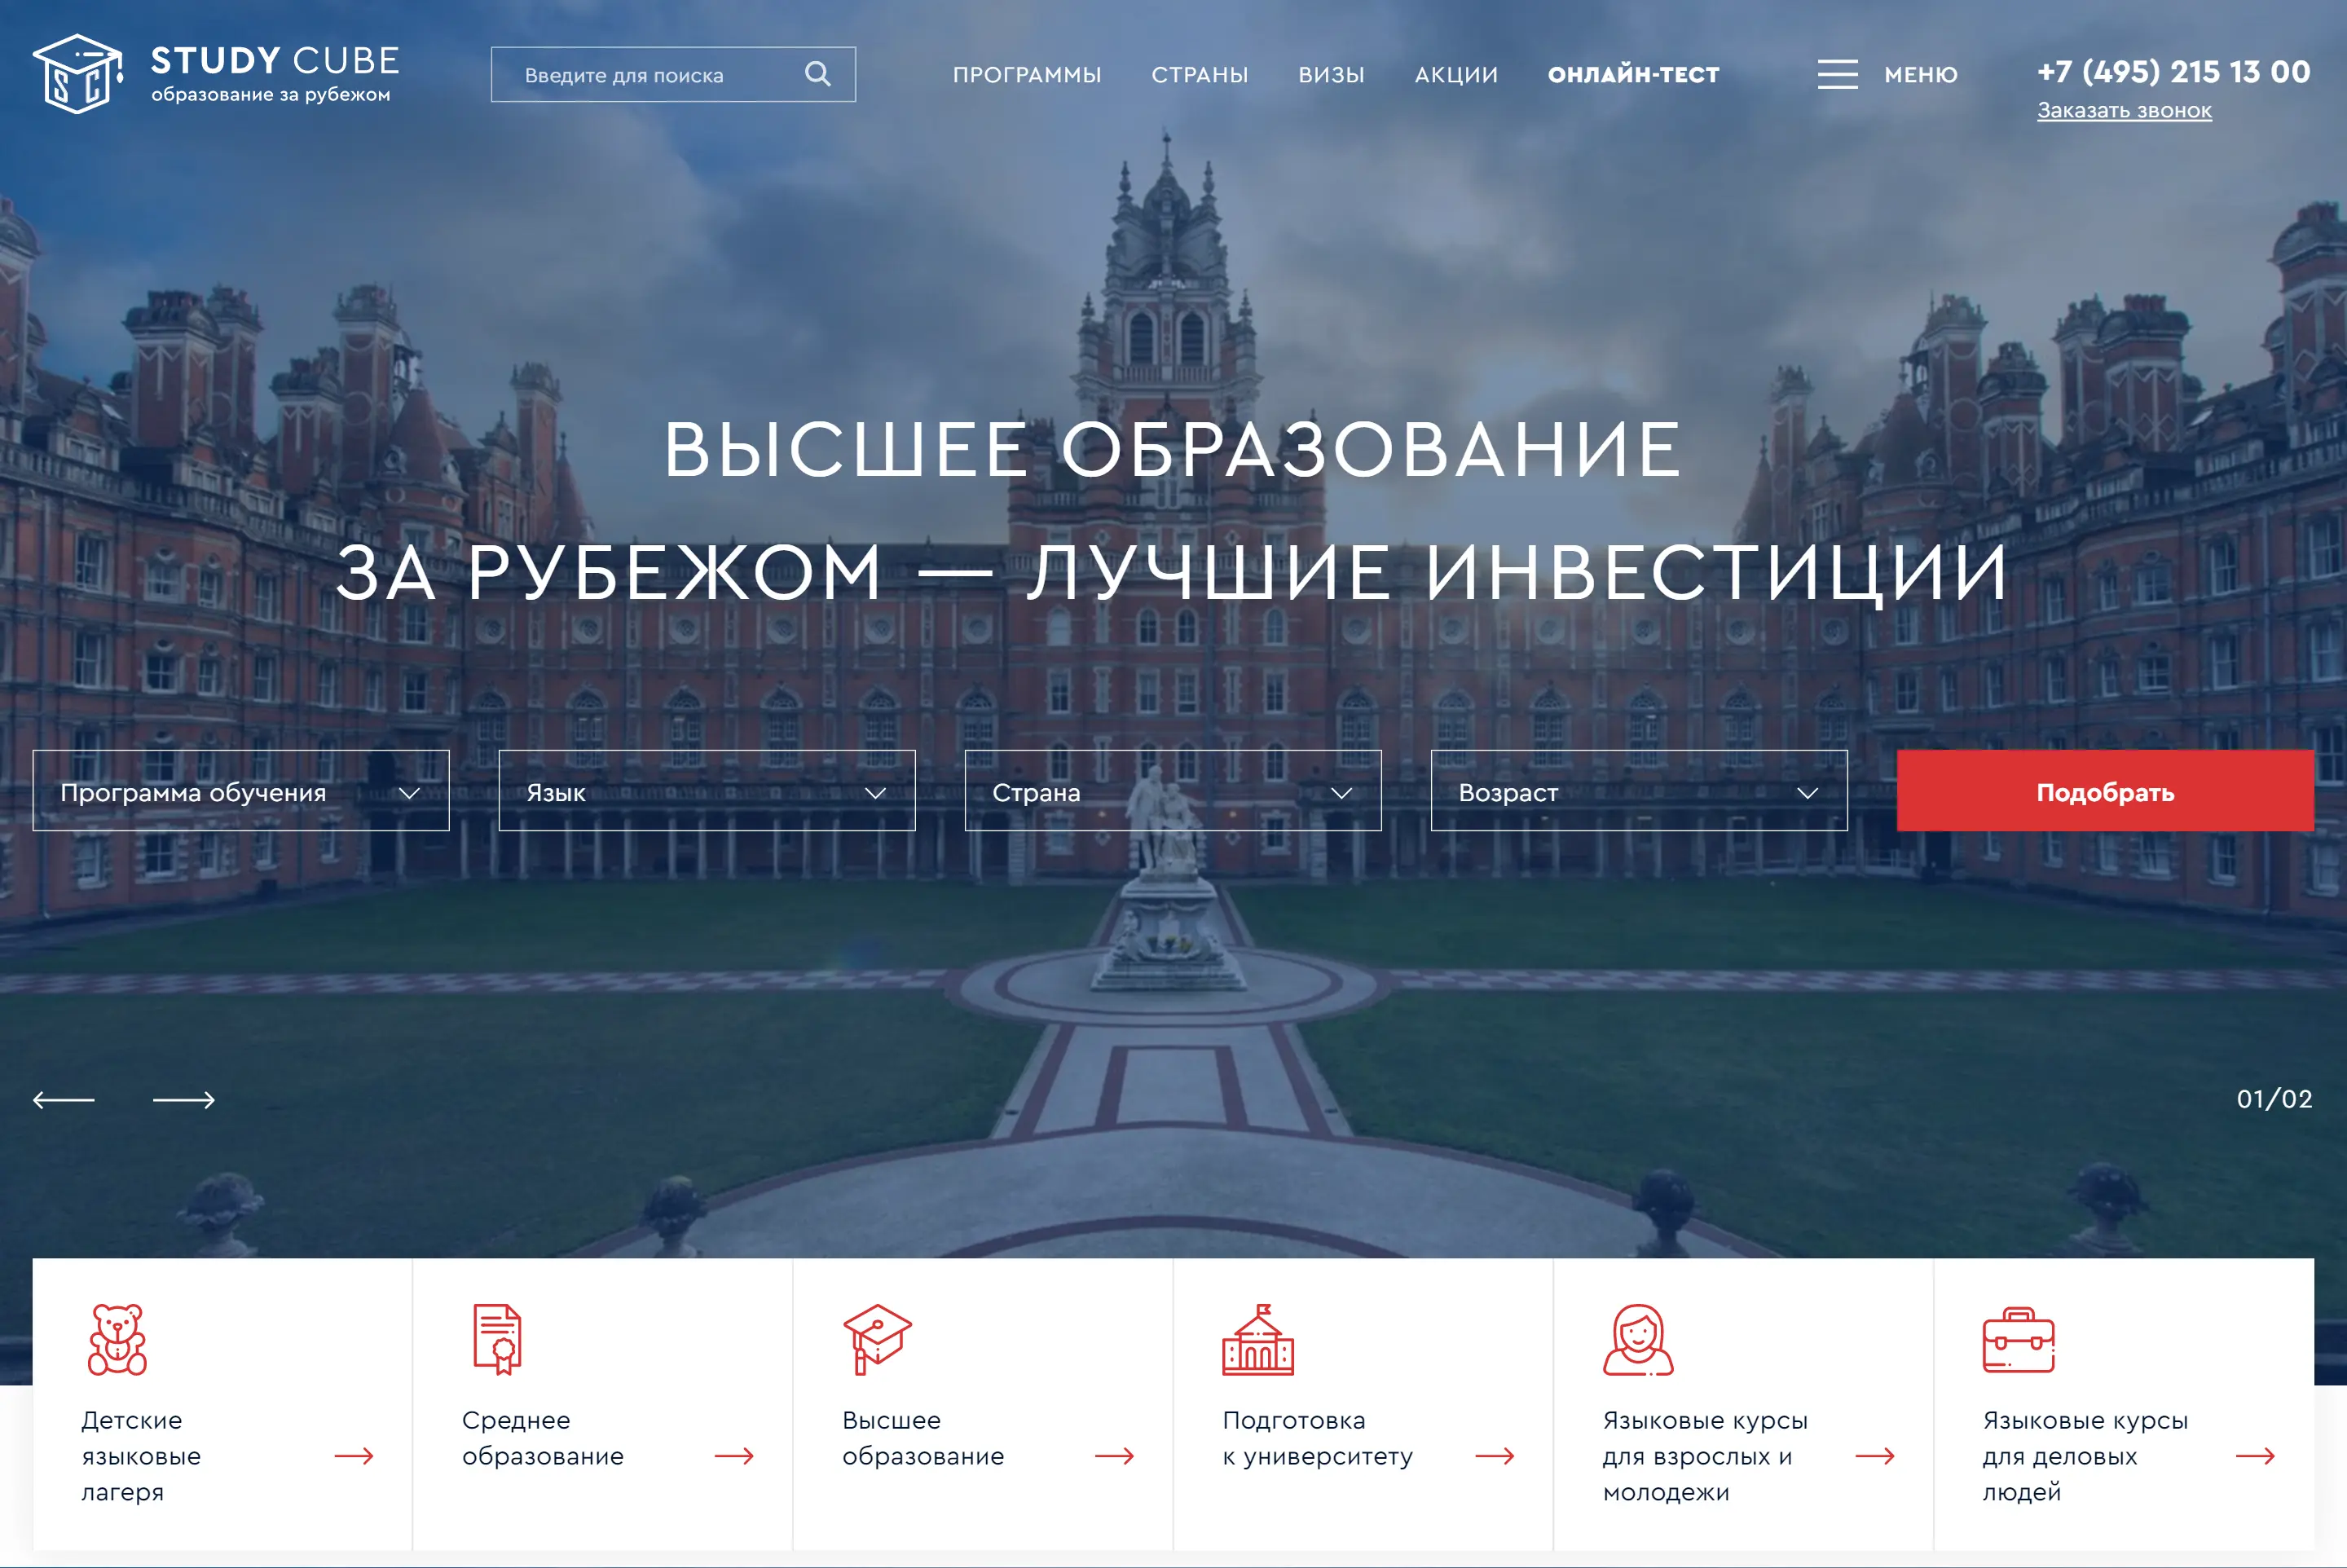 STUDY CUBE
образование за рубежом
Введите для поиска
ПРОГРАММЫ
СТРАНЫ
ВИЗЫ
АКЦИИ
ОНЛАЙН-ТЕСТ
МЕНЮ
+7 (495) 215 13 00
Заказать звонок
ВЫСШЕЕ ОБРАЗОВАНИЕ
ЗА РУБЕЖОМ — ЛУЧШИЕ ИНВЕСТИЦИИ
Программа обучения
Язык
Страна
Возраст
Подобрать
01/02
Детские
языковые
лагеря
Среднее
образование
Высшее
образование
Подготовка
к университету
Языковые курсы
для взрослых и
молодежи
Языковые курсы
для деловых
людей